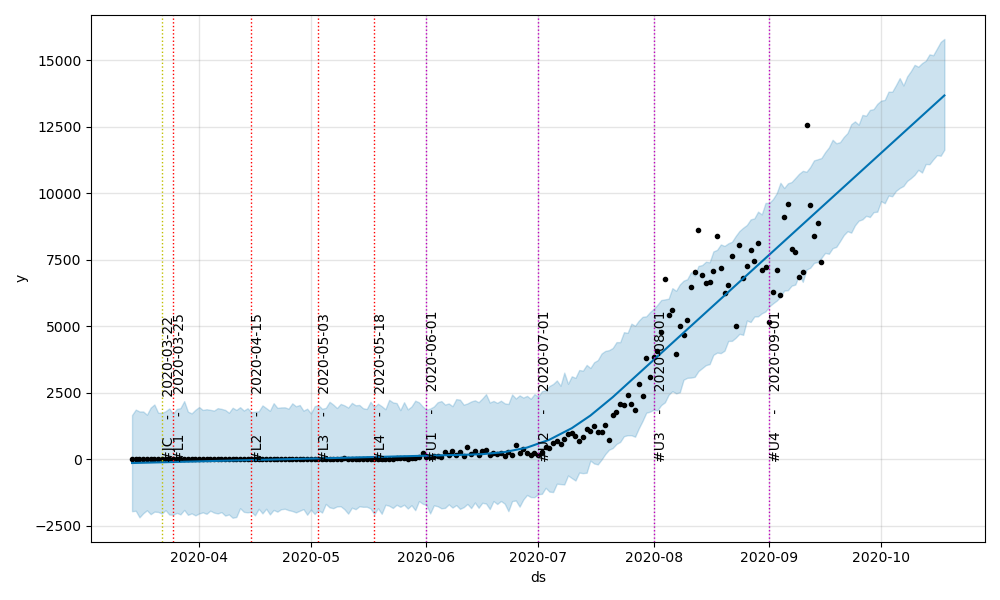 15000
12500
10000
7500
5000
2500
0
−2500
y
#C - 2020-03-22
#L1 - 2020-03-25
#L2 - 2020-04-15
#L3 - 2020-05-03
#L4 - 2020-05-18
#U1 - 2020-06-01
#U2 - 2020-07-01
#U3 - 2020-08-01
#U4 - 2020-09-01
2020-04
2020-05
2020-06
2020-07
2020-08
2020-09
2020-10
ds